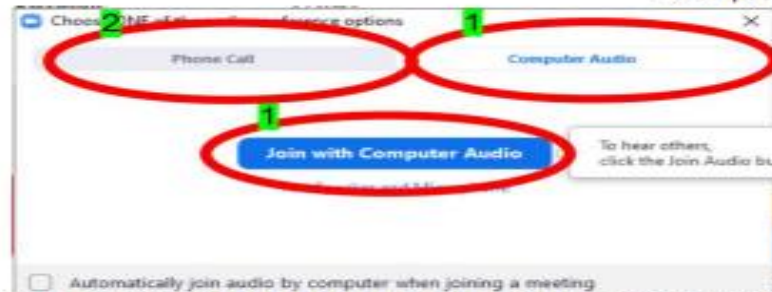 Choose ONE of the audio conference options
2
1
Phone Call
Computer Audio
1
Join with Computer Audio
To hear others,
click the Join Audio bu
Automatically join audio by computer when joining a meeting